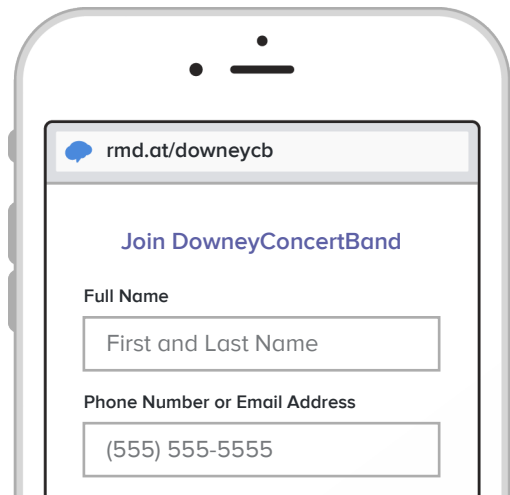 rmd.at/downeycb
Join DowneyConcertBand
Full Name
First and Last Name
Phone Number or Email Address
(555) 555-5555